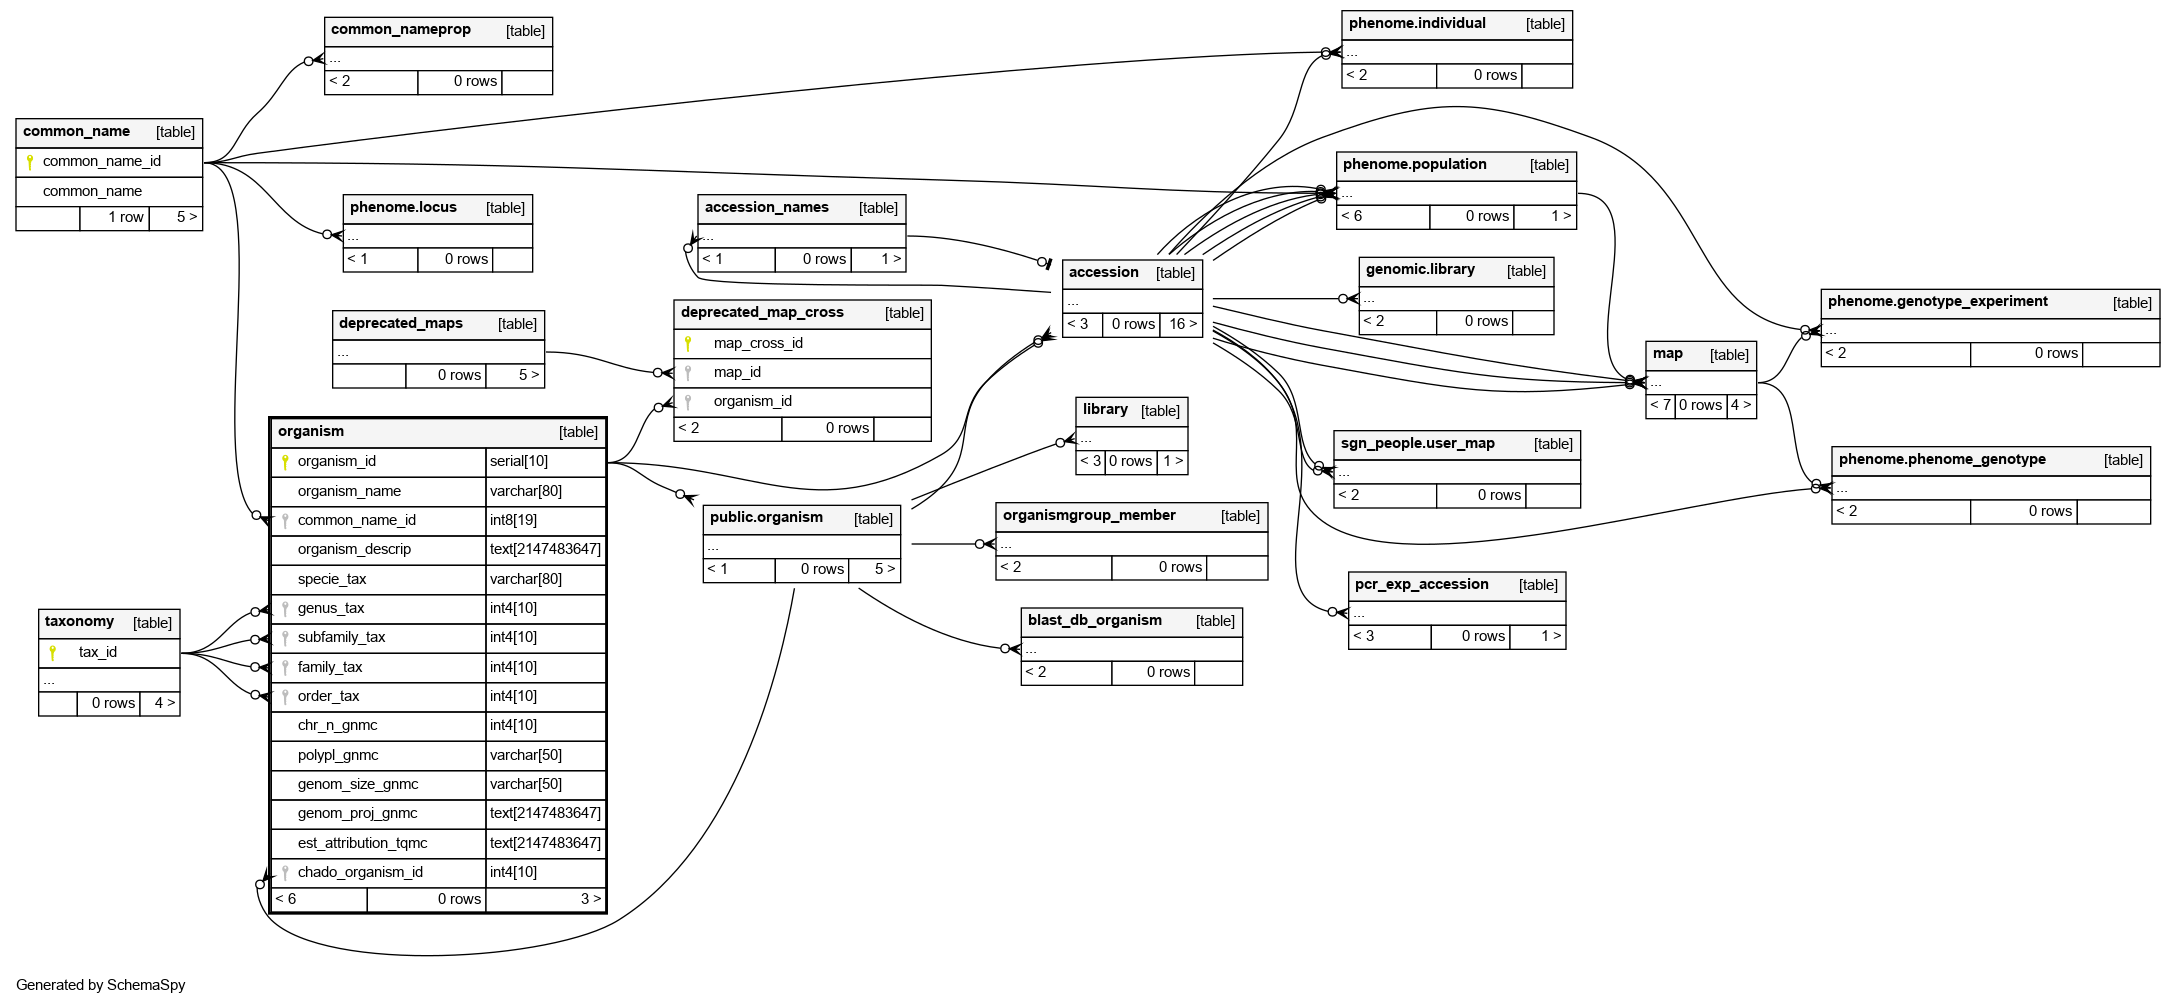 common_nameprop [table]
...
< 2 0 rows
phenome.individual [table]
...
< 2 0 rows
common_name [table]
common_name_id
common_name
1 row 5 >
phenome.population [table]
...
< 6 0 rows 1 >
phenome.locus [table]
...
< 1 0 rows
accession_names [table]
...
< 1 0 rows 1 >
accession [table]
...
< 3 0 rows 16 >
genomic.library [table]
...
< 2 0 rows
phenome.genotype_experiment [table]
...
< 2 0 rows
deprecated_maps [table]
...
0 rows 5 >
deprecated_map_cross [table]
map_cross_id
map_id
organism_id
< 2 0 rows
map [table]
...
< 7 0 rows 4 >
library [table]
...
< 3 0 rows 1 >
organism [table]
organism_id serial[10]
organism_name varchar[80]
common_name_id int8[19]
organism_descrip text[2147483647]
specie_tax varchar[80]
genus_tax int4[10]
subfamily_tax int4[10]
family_tax int4[10]
order_tax int4[10]
chr_n_gnmc int4[10]
polypl_gnmc varchar[50]
genom_size_gnmc varchar[50]
genom_proj_gnmc text[2147483647]
est_attribution_tqmc text[2147483647]
chado_organism_id int4[10]
< 6 0 rows 3 >
sgn_people.user_map [table]
...
< 2 0 rows
phenome.phenome_genotype [table]
...
< 2 0 rows
public.organism [table]
...
< 1 0 rows 5 >
organismgroup_member [table]
...
< 2 0 rows
pcr_exp_accession [table]
...
< 3 0 rows 1 >
taxonomy [table]
tax_id
...
0 rows 4 >
blast_db_organism [table]
...
< 2 0 rows
Generated by SchemaSpy